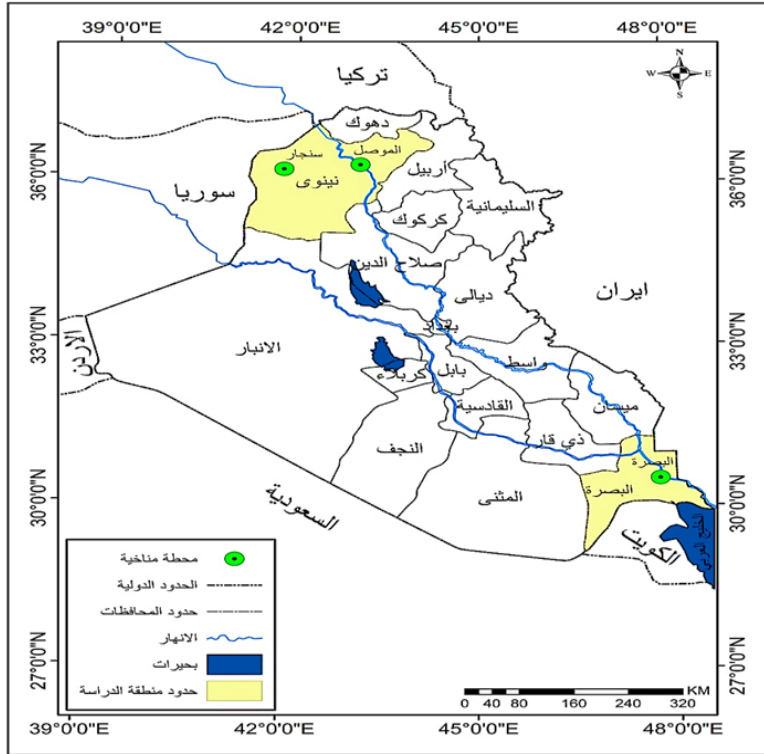 39°0'0"E 42°0'0"E 45°0'0"E 48°0'0"E
N
W E
S
تركيا
دهوك
الموصل
سنجار
أربيل
36°0'0"N 36°0'0"N
نينوى
سوريا
السليمانية
كركوك
صلاح الدين
ديالى
ايران
بغداد
33°0'0"N 33°0'0"N
الاردن
الانبار
واسط
بابل
كربلاء
القادسية
ميسان
النجف
ذي قار
البصرة
البصرة
المثنى
30°0'0"N 30°0'0"N
السعودية
الكويت
الخليج العربي
محطة مناخية
الحدود الدولية
حدود المحافظات
الانهار
بحيرات
حدود منطقة الدراسة
27°0'0"N 27°0'0"N
KM
0 40 80 160 240 320
39°0'0"E 42°0'0"E 45°0'0"E 48°0'0"E